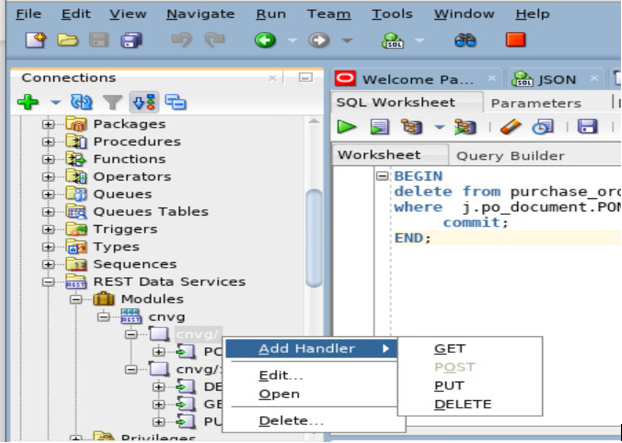 File Edit View Navigate Run Team Tools Window Help
SQL
Connections
Welcome Pa...
SQL JSON
SQL Worksheet Parameters
Worksheet Query Builder
Packages
Procedures
Functions
Operators
Queues
Queues Tables
Triggers
Types
Sequences
REST Data Services
Modules
cnvg
cnvg/
PO
cnvg/
DE
GE
PU
Privileges
BEGIN
delete from purchase_ord
where j.po_document.PON
commit;
END;
Add Handler
Edit...
Open
Delete...
GET
POST
PUT
DELETE